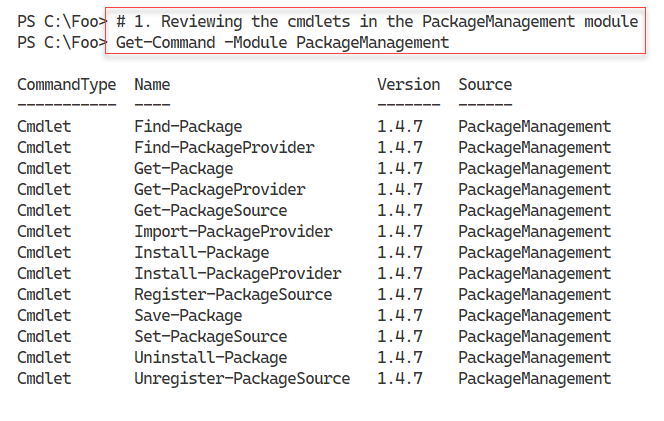 PS C:\Foo> # 1. Reviewing the cmdlets in the PackageManagement module
PS C:\Foo> Get-Command -Module PackageManagement
CommandType Name Version Source
----------- ---- ------- ------
Cmdlet Find-Package 1.4.7 PackageManagement
Cmdlet Find-PackageProvider 1.4.7 PackageManagement
Cmdlet Get-Package 1.4.7 PackageManagement
Cmdlet Get-PackageProvider 1.4.7 PackageManagement
Cmdlet Get-PackageSource 1.4.7 PackageManagement
Cmdlet Import-PackageProvider 1.4.7 PackageManagement
Cmdlet Install-Package 1.4.7 PackageManagement
Cmdlet Install-PackageProvider 1.4.7 PackageManagement
Cmdlet Register-PackageSource 1.4.7 PackageManagement
Cmdlet Save-Package 1.4.7 PackageManagement
Cmdlet Set-PackageSource 1.4.7 PackageManagement
Cmdlet Uninstall-Package 1.4.7 PackageManagement
Cmdlet Unregister-PackageSource 1.4.7 PackageManagement